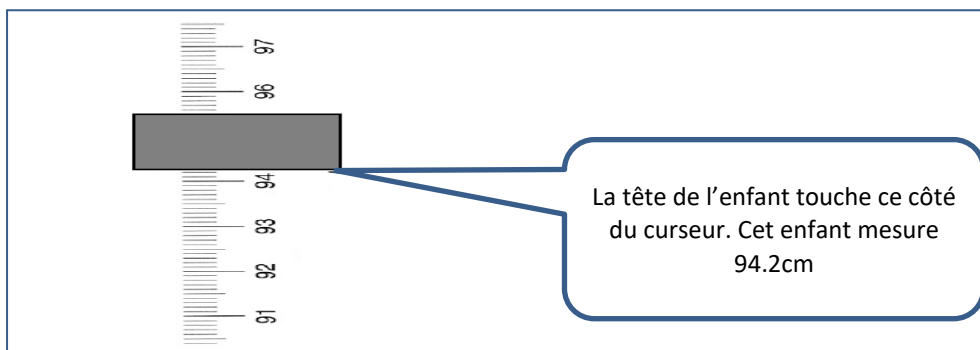 97
96
94
93
92
91
La tête de l’enfant touche ce côté
du curseur. Cet enfant mesure
94.2cm